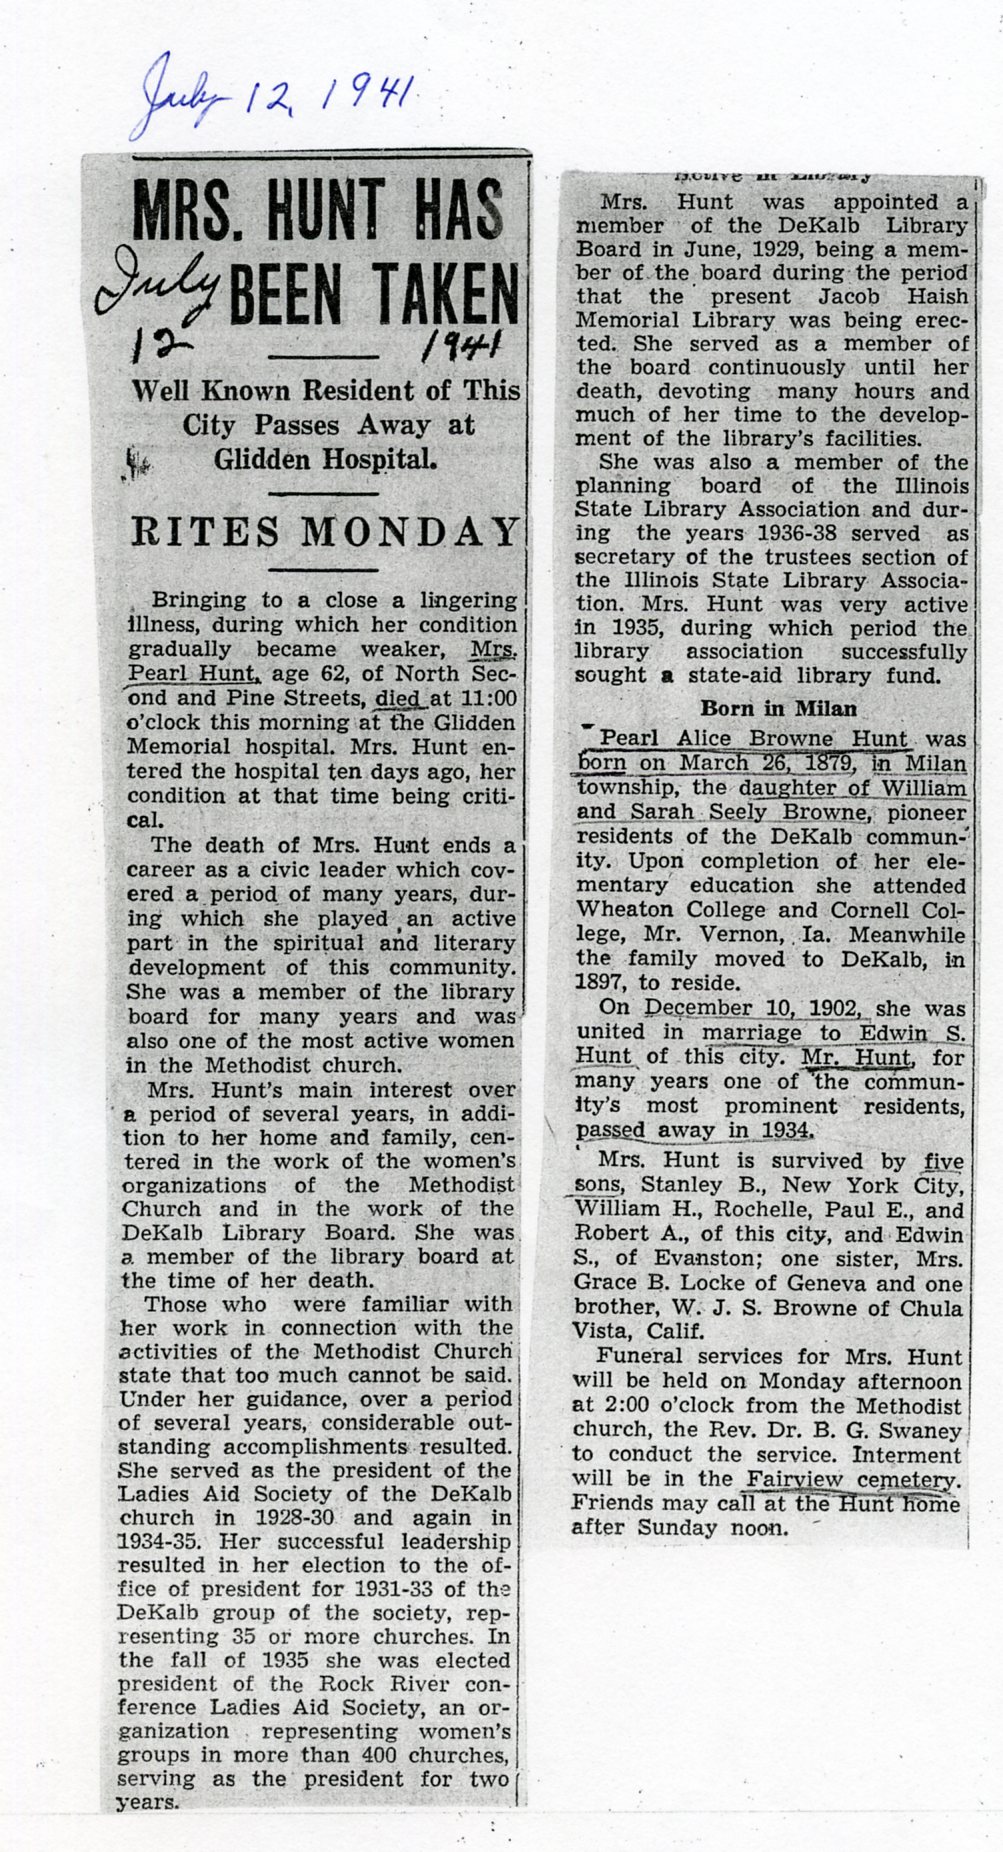 July 12, 1941
MRS. HUNT HAS
BEEN TAKEN
July
12
1941
Well Known Resident of This
City Passes Away at
Glidden Hospital.
RITES MONDAY
Bringing to a close a lingering
illness, during which her condition
gradually became weaker, Mrs.
Pearl Hunt, age 62, of North Sec-
ond and Pine Streets, died at 11:00
o'clock this morning at the Glidden
Memorial hospital. Mrs. Hunt en-
tered the hospital ten days ago, her
condition at that time being criti-
cal.
The death of Mrs. Hunt ends a
career as a civic leader which cov-
ered a period of many years, dur-
ing which she played an active
part in the spiritual and literary
development of this community.
She was a member of the library
board for many years and was
also one of the most active women
in the Methodist church.
Mrs. Hunt's main interest over
a period of several years, in addi-
tion to her home and family, cen-
tered in the work of the women's
organizations of the Methodist
Church and in the work of the
DeKalb Library Board. She was
a member of the library board at
the time of her death.
Those who were familiar with
her work in connection with the
activities of the Methodist Church
state that too much cannot be said.
Under her guidance, over a period
of several years, considerable out-
standing accomplishments resulted.
She served as the president of the
Ladies Aid Society of the DeKalb
church in 1928-30 and again in
1934-35. Her successful leadership
resulted in her election to the of-
fice of president for 1931-33 of the
DeKalb group of the society, rep-
resenting 35 or more churches. In
the fall of 1935 she was elected
president of the Rock River con-
ference Ladies Aid Society, an or-
ganization representing women's
groups in more than 400 churches,
serving as the president for two
years.
Active in Library
Mrs. Hunt was appointed a
member of the DeKalb Library
Board in June, 1929, being a mem-
ber of the board during the period
that the present Jacob Haish
Memorial Library was being erec-
ted. She served as a member of
the board continuously until her
death, devoting many hours and
much of her time to the develop-
ment of the library's facilities.
She was also a member of the
planning board of the Illinois
State Library Association and dur-
ing the years 1936-38 served as
secretary of the trustees section of
the Illinois State Library Associa-
tion. Mrs. Hunt was very active
in 1935, during which period the
library association successfully
sought a state-aid library fund.
Born in Milan
Pearl Alice Browne Hunt was
born on March 26, 1879, in Milan
township, the daughter of William
and Sarah Seely Browne, pioneer
residents of the DeKalb commun-
ity. Upon completion of her ele-
mentary education she attended
Wheaton College and Cornell Col-
lege, Mr. Vernon, Ia. Meanwhile
the family moved to DeKalb, in
1897, to reside.
On December 10, 1902, she was
united in marriage to Edwin S.
Hunt of this city. Mr. Hunt, for
many years one of the commun-
ity's most prominent residents,
passed away in 1934.
Mrs. Hunt is survived by five
sons, Stanley B., New York City,
William H., Rochelle, Paul E., and
Robert A., of this city, and Edwin
S., of Evanston; one sister, Mrs.
Grace B. Locke of Geneva and one
brother, W. J. S. Browne of Chula
Vista, Calif.
Funeral services for Mrs. Hunt
will be held on Monday afternoon
at 2:00 o'clock from the Methodist
church, the Rev. Dr. B. G. Swaney
to conduct the service. Interment
will be in the Fairview cemetery.
Friends may call at the Hunt home
after Sunday noon.